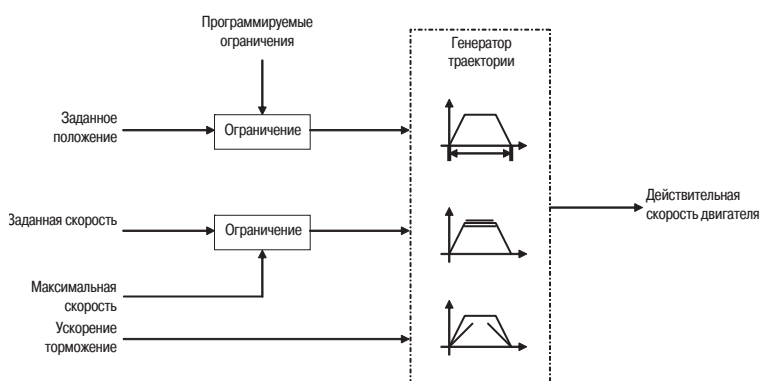 Программируемые
ограничения
Генератор
траектории
Заданное
положение
Ограничение
Заданная скорость
Ограничение
Действительная
скорость двигателя
Максимальная
скорость
Ускорение
торможение